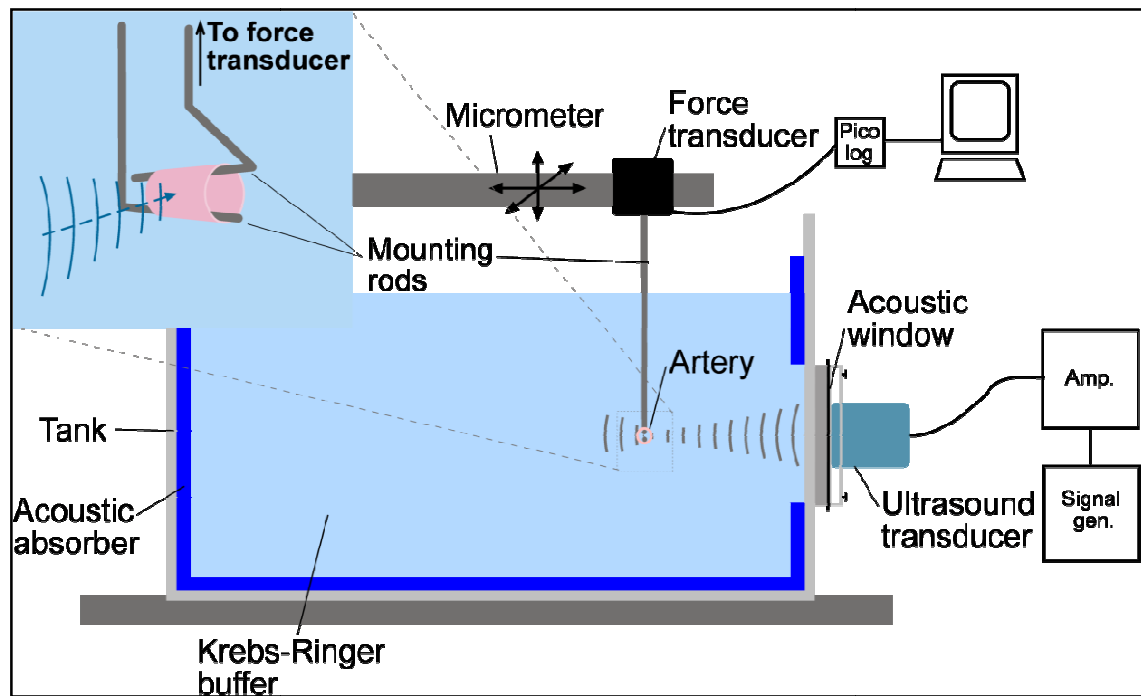 To force
transducer
Micrometer
Force
transducer
Pico
log
Mounting
rods
Acoustic
window
Artery
Amp.
Tank
Acoustic
absorber
Ultrasound
transducer
Signal
gen.
Krebs-Ringer
buffer